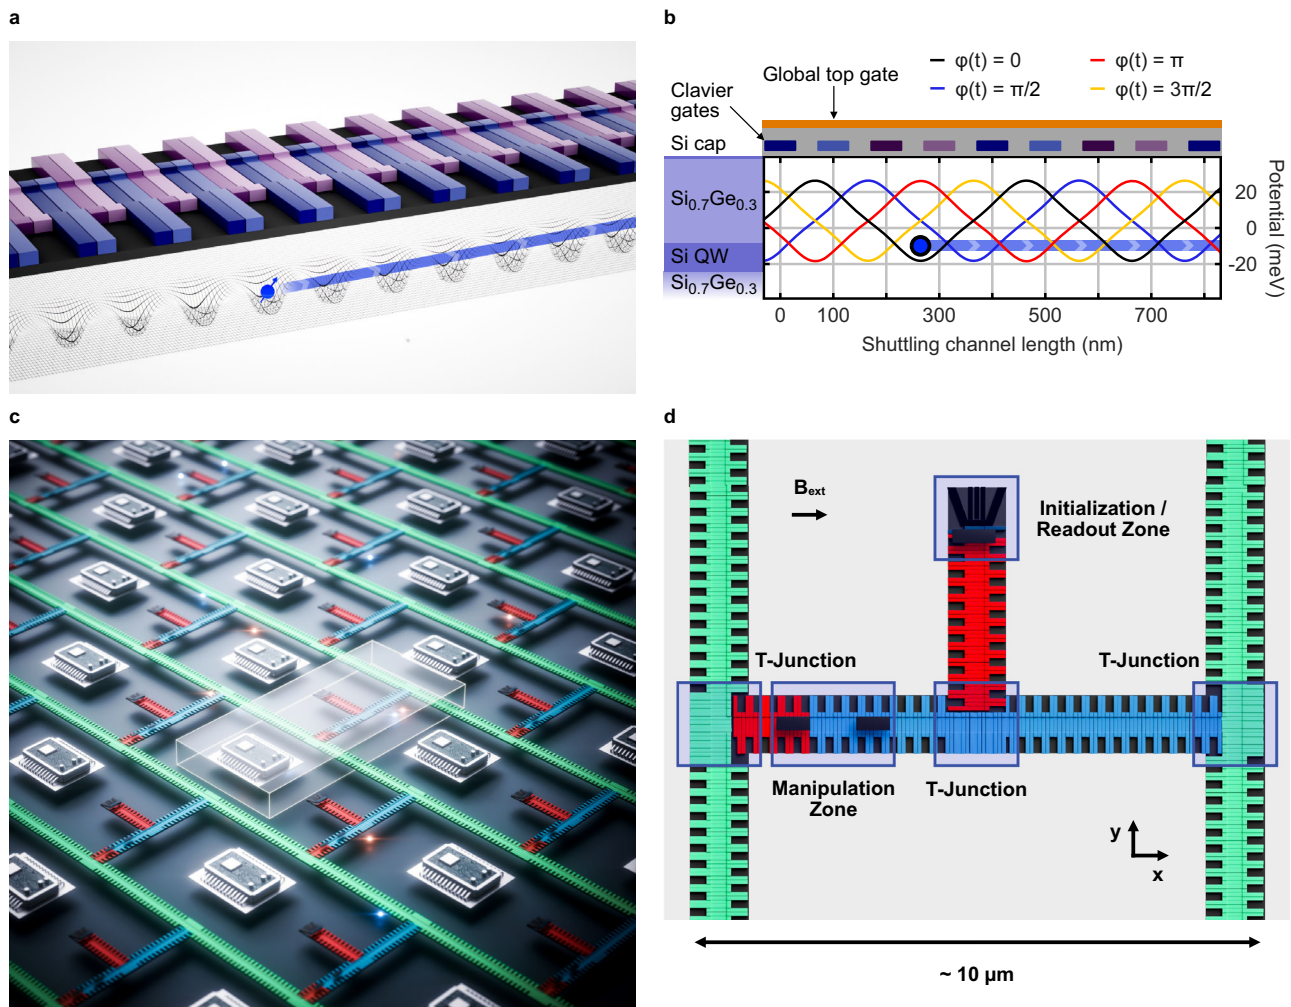 a
b
φ(t) = 0
φ(t) = π
φ(t) = π/2
φ(t) = 3π/2
Global top gate
Clavier
gates
Si cap
Si₀.₇Ge₀.₃
Si QW
Si₀.₇Ge₀.₃
20
0
-20
Potential (meV)
0
100
300
500
700
Shuttling channel length (nm)
c
d
Bₑₓₜ
Initialization /
Readout Zone
T-Junction
T-Junction
Manipulation
Zone
T-Junction
y
x
~ 10 µm